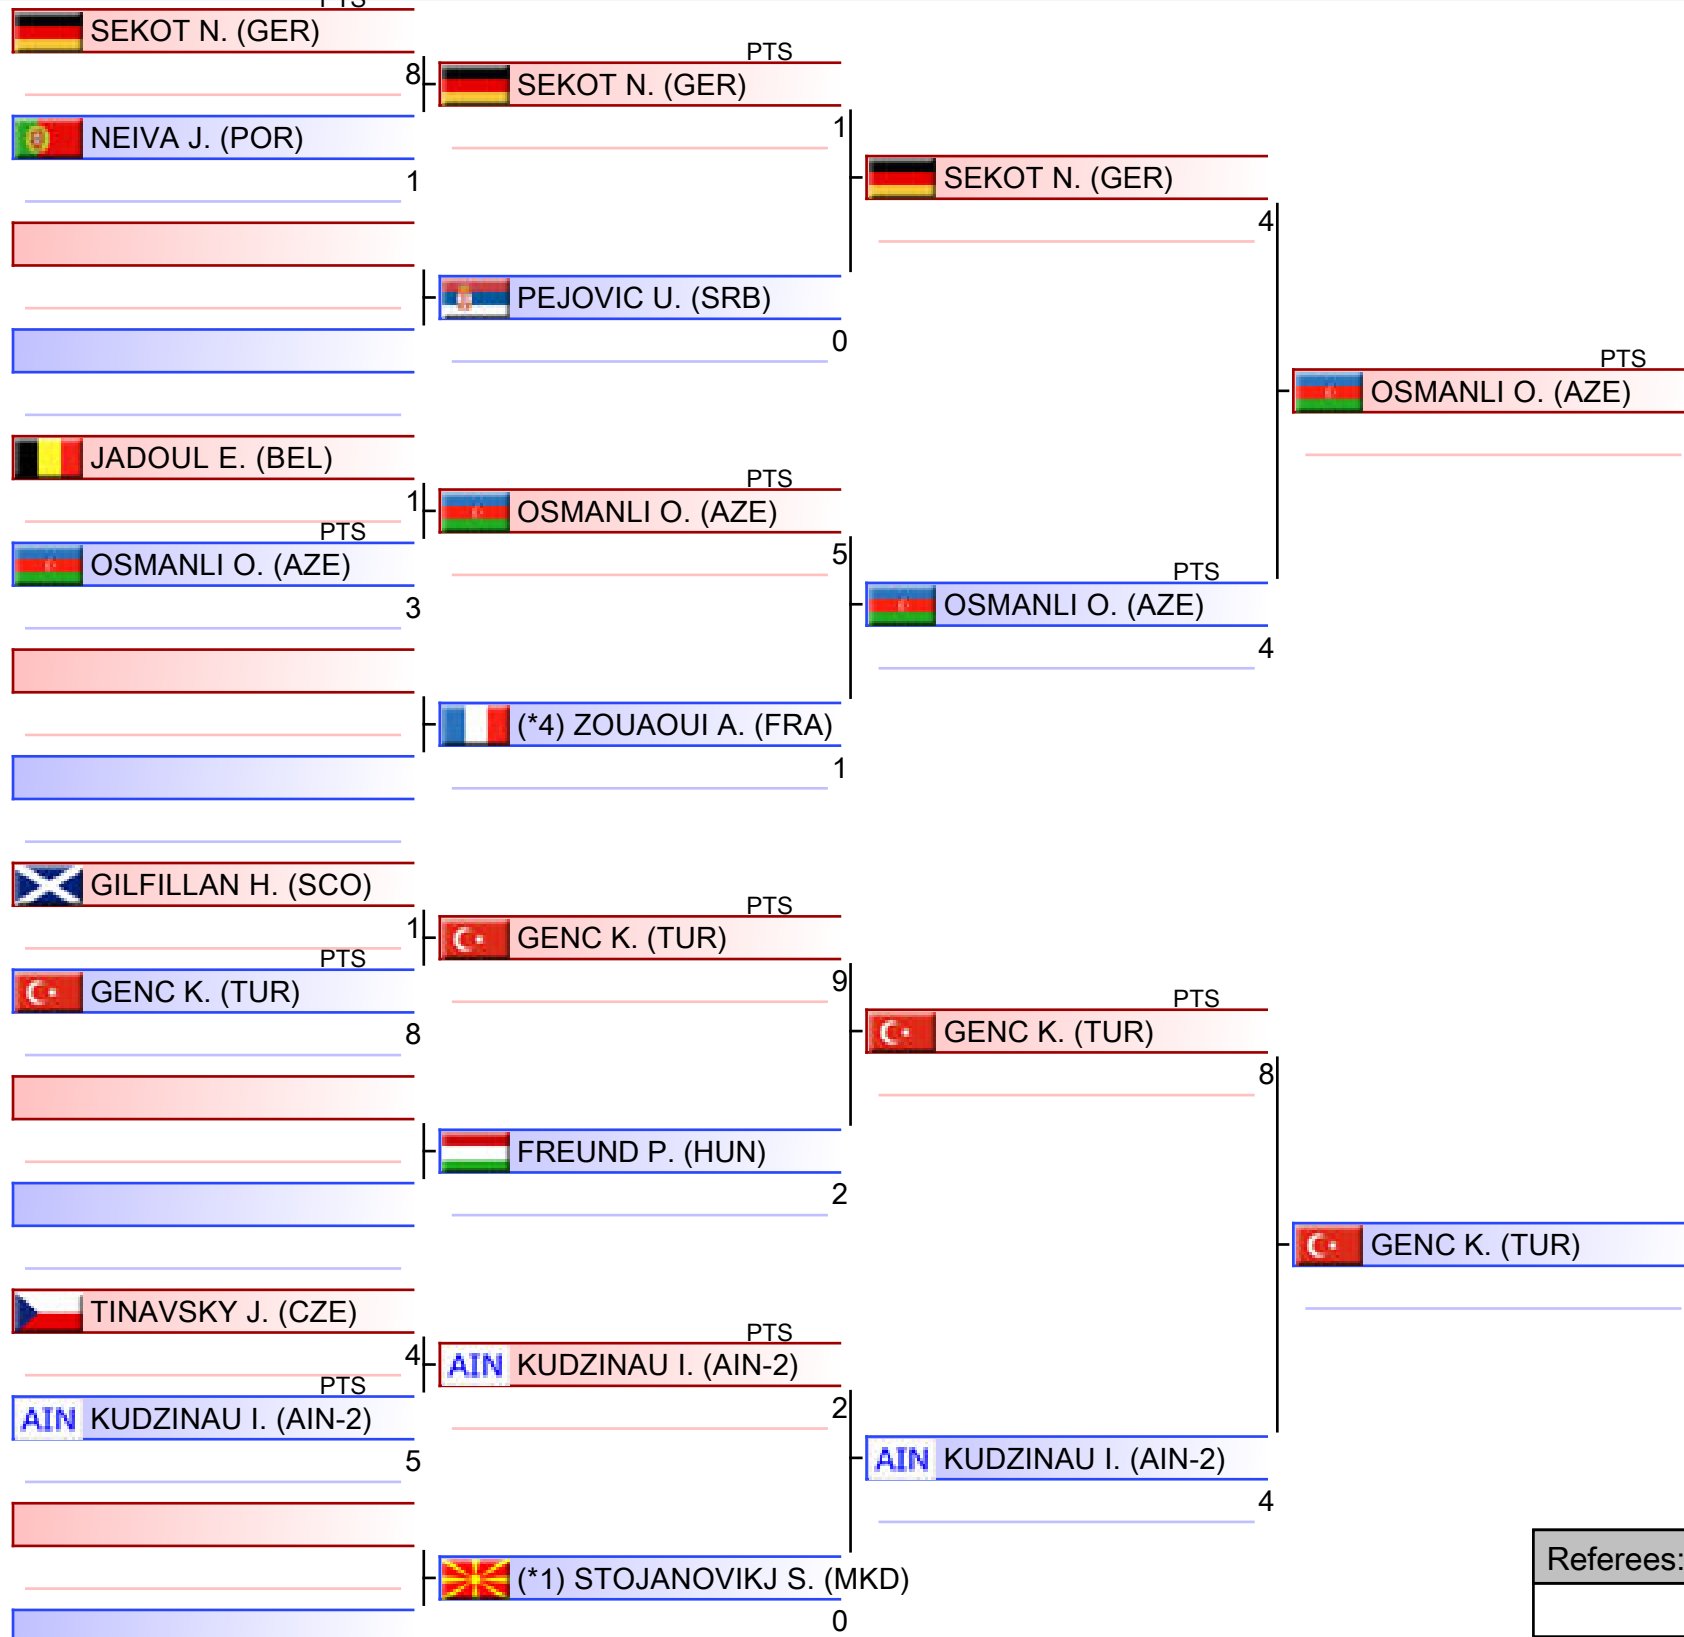 PTS
SEKOT N. (GER)
8
NEIVA J. (POR)
1
JADOUL E. (BEL)
1
PTS
OSMANLI O. (AZE)
3
GILFILLAN H. (SCO)
1
PTS
GENC K. (TUR)
8
TINAVSKY J. (CZE)
4
PTS
AIN KUDZINAU I. (AIN-2)
5
PTS
SEKOT N. (GER)
1
PEJOVIC U. (SRB)
0
PTS
OSMANLI O. (AZE)
5
(*4) ZOUAOUI A. (FRA)
1
PTS
GENC K. (TUR)
9
FREUND P. (HUN)
2
PTS
AIN KUDZINAU I. (AIN-2)
2
(*1) STOJANOVIKJ S. (MKD)
0
SEKOT N. (GER)
4
PTS
OSMANLI O. (AZE)
4
PTS
GENC K. (TUR)
8
AIN KUDZINAU I. (AIN-2)
4
PTS
OSMANLI O. (AZE)
GENC K. (TUR)
Referees: